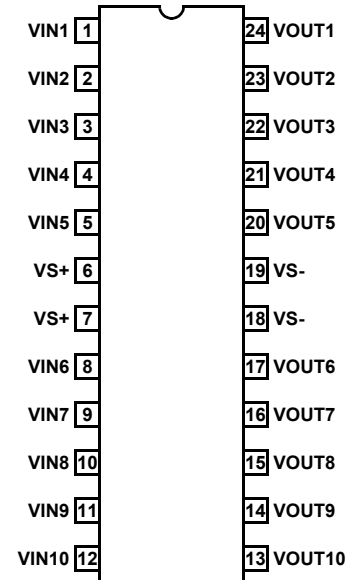 VIN1 1 24 VOUT1
VIN2 2 23 VOUT2
VIN3 3 22 VOUT3
VIN4 4 21 VOUT4
VIN5 5 20 VOUT5
VS+ 6 19 VS-
VS+ 7 18 VS-
VIN6 8 17 VOUT6
VIN7 9 16 VOUT7
VIN8 10 15 VOUT8
VIN9 11 14 VOUT9
VIN10 12 13 VOUT10